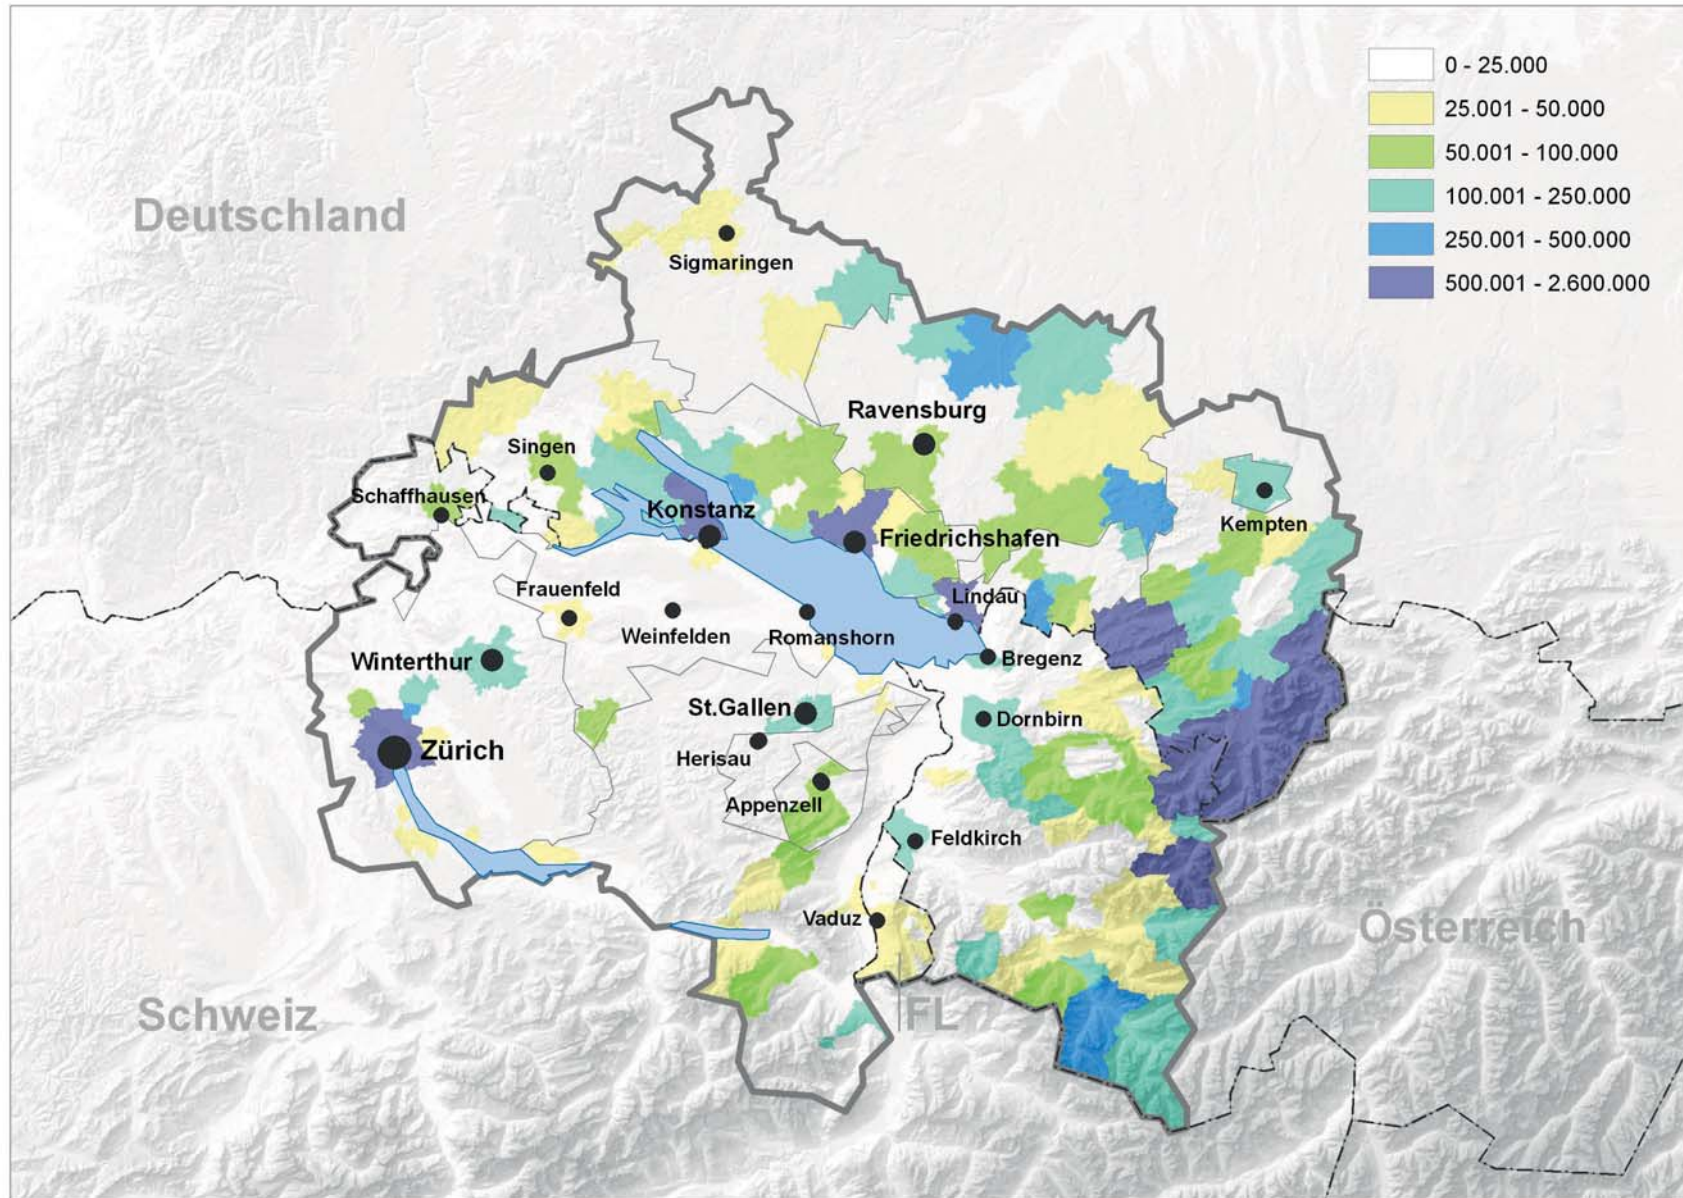 0 - 25.000
25.001 - 50.000
50.001 - 100.000
100.001 - 250.000
250.001 - 500.000
500.001 - 2.600.000
Deutschland
Sigmaringen
Ravensburg
Singen
Schaffhausen
Konstanz
Kempten
Friedrichshafen
Frauenfeld
Lindau
Weinfelden
Romanshorn
Winterthur
Bregenz
St.Gallen
Dornbirn
Zürich
Herisau
Appenzell
Feldkirch
Vaduz
Österreich
Schweiz
FL